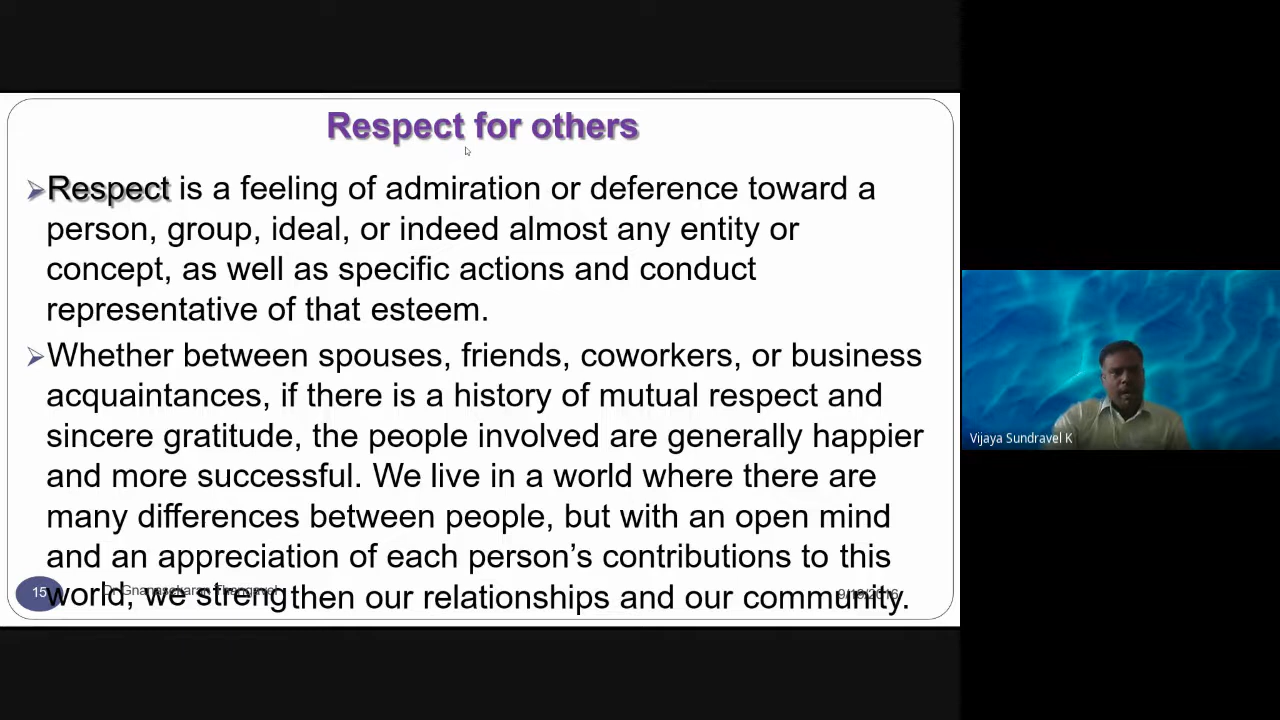 Respect for others
➢Respect is a feeling of admiration or deference toward a
person, group, ideal, or indeed almost any entity or
concept, as well as specific actions and conduct
representative of that esteem.
➢Whether between spouses, friends, coworkers, or business
acquaintances, if there is a history of mutual respect and
sincere gratitude, the people involved are generally happier
and more successful. We live in a world where there are
many differences between people, but with an open mind
and an appreciation of each person’s contributions to this
world, we strengthen our relationships and our community.
15
Dr Gnanasekaran Thangavel
Vijaya Sundravel K